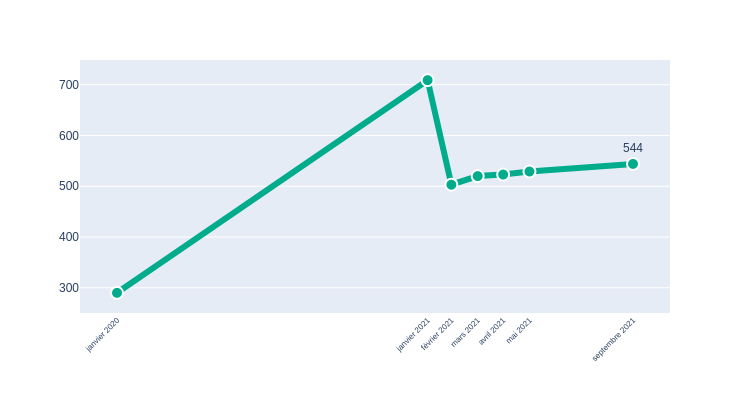 700
600
500
400
300
544
janvier 2020
janvier 2021
février 2021
mars 2021
avril 2021
mai 2021
septembre 2021